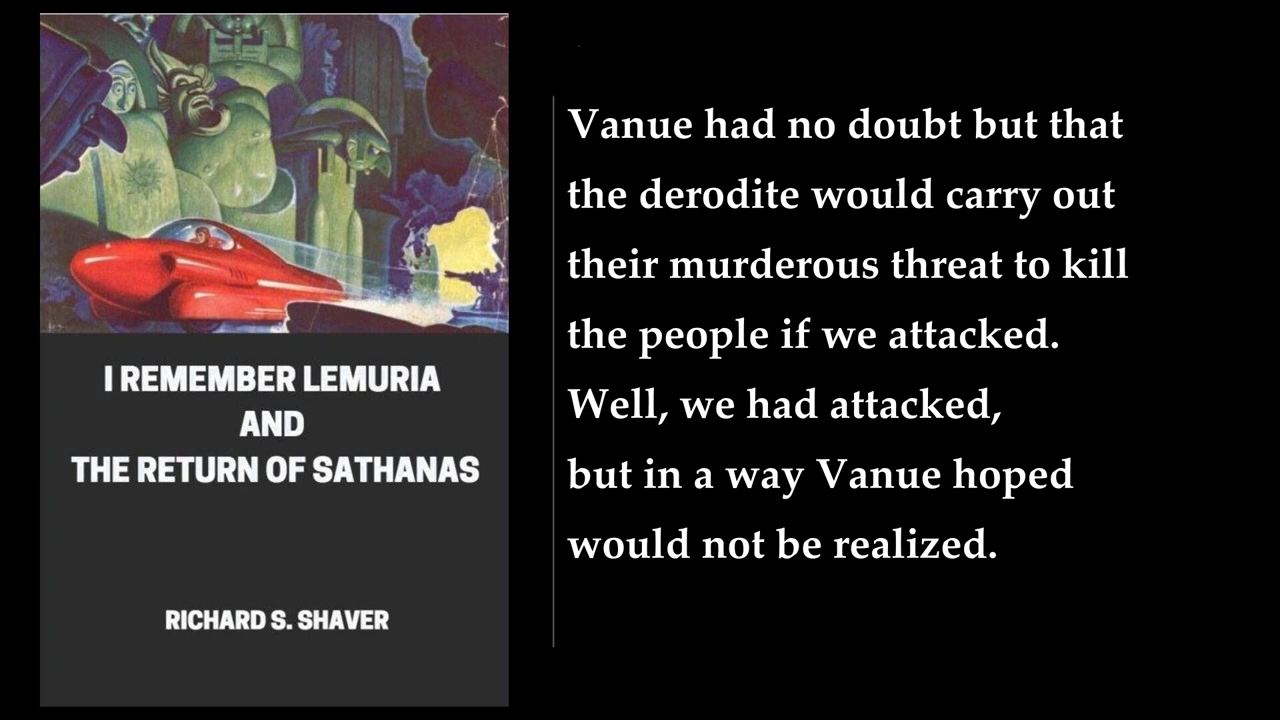 I REMEMBER LEMURIA
AND
THE RETURN OF SATHANAS
RICHARD S. SHAVER
Vanue had no doubt but that
the derodite would carry out
their murderous threat to kill
the people if we attacked.
Well, we had attacked,
but in a way Vanue hoped
would not be realized.